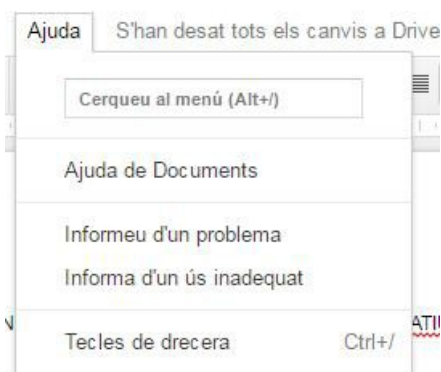 Ajuda S'han desat tots els canvis a Drive
Cerqueu al menú (Alt+/)
Ajuda de Documents
Informeu d'un problema
Informa d'un ús inadequat
Tecles de drecera Ctrl+/